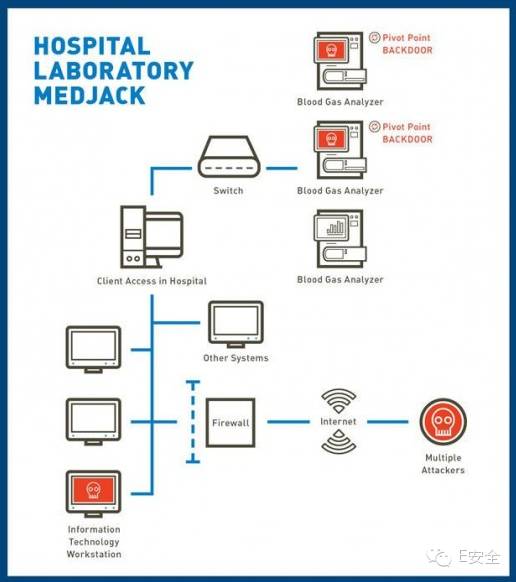 HOSPITAL
LABORATORY
MEDJACK
Pivot Point
BACKDOOR
Blood Gas Analyzer
Pivot Point
BACKDOOR
Switch
Blood Gas Analyzer
Client Access in Hospital
Blood Gas Analyzer
Other Systems
Firewall
Internet
Multiple
Attackers
Information
Technology
Workstation
E安全